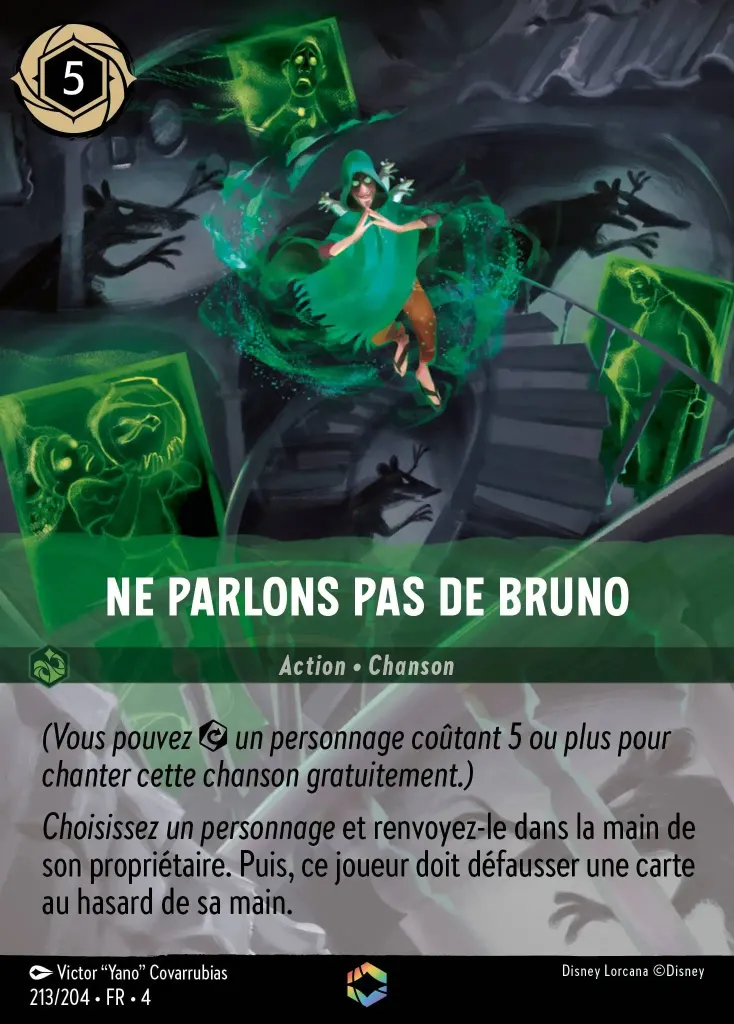 5
NE PARLONS PAS DE BRUNO
Action • Chanson
(Vous pouvez un personnage coûtant 5 ou plus pour
chanter cette chanson gratuitement.)
Choisissez un personnage et renvoyez-le dans la main de
son propriétaire. Puis, ce joueur doit défausser une carte
au hasard de sa main.
Victor “Yano” Covarrubias
Disney Lorcana ©Disney
213/204 • FR • 4